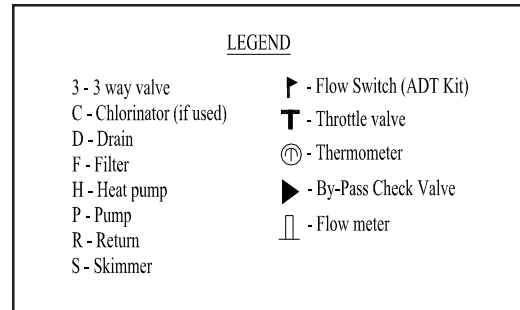 LEGEND
3 - 3 way valve
C - Chlorinator (if used)
D - Drain
F - Filter
H - Heat pump
P - Pump
R - Return
S - Skimmer
- Flow Switch (ADT Kit)
- Throttle valve
- Thermometer
- By-Pass Check Valve
- Flow meter